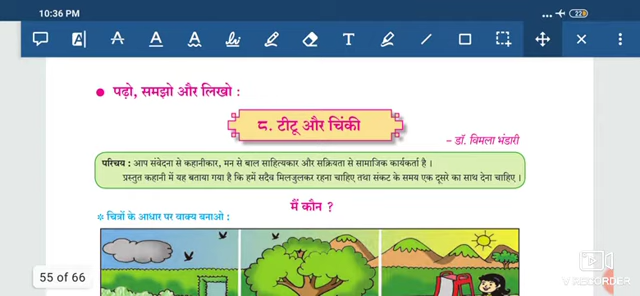 10:36 PM
22
पढ़ो, समझो और लिखो :
८. टीटू और चिंकी
– डॉ. विमला भंडारी
परिचय : आप संवेदना से कहानीकार, मन से बाल साहित्यकार और सक्रियता से सामाजिक कार्यकर्ता है ।
प्रस्तुत कहानी में यह बताया गया है कि हमें सदैव मिलजुलकर रहना चाहिए तथा संकट के समय एक दूसरे का साथ देना चाहिए ।
मैं कौन ?
* चित्रों के आधार पर वाक्य बनाओ :
55 of 66
V RECORDER